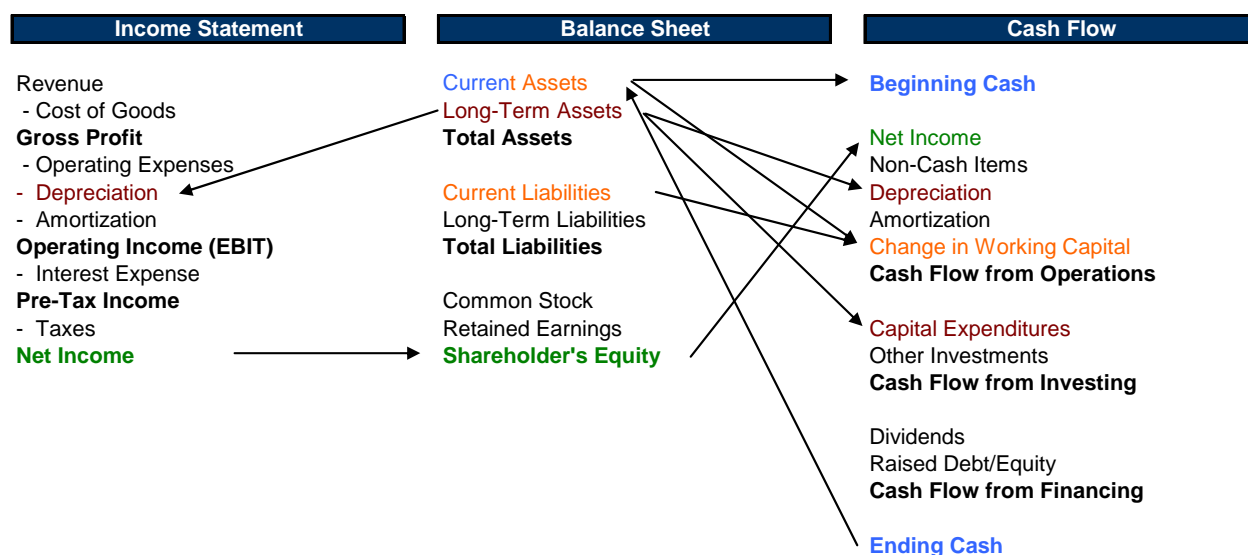 Income Statement
Revenue
- Cost of Goods
Gross Profit
- Operating Expenses
- Depreciation
- Amortization
Operating Income (EBIT)
- Interest Expense
Pre-Tax Income
- Taxes
Net Income
Balance Sheet
Current Assets
Long-Term Assets
Total Assets
Current Liabilities
Long-Term Liabilities
Total Liabilities
Common Stock
Retained Earnings
Shareholder's Equity
Cash Flow
Beginning Cash
Net Income
Non-Cash Items
Depreciation
Amortization
Change in Working Capital
Cash Flow from Operations
Capital Expenditures
Other Investments
Cash Flow from Investing
Dividends
Raised Debt/Equity
Cash Flow from Financing
Ending Cash